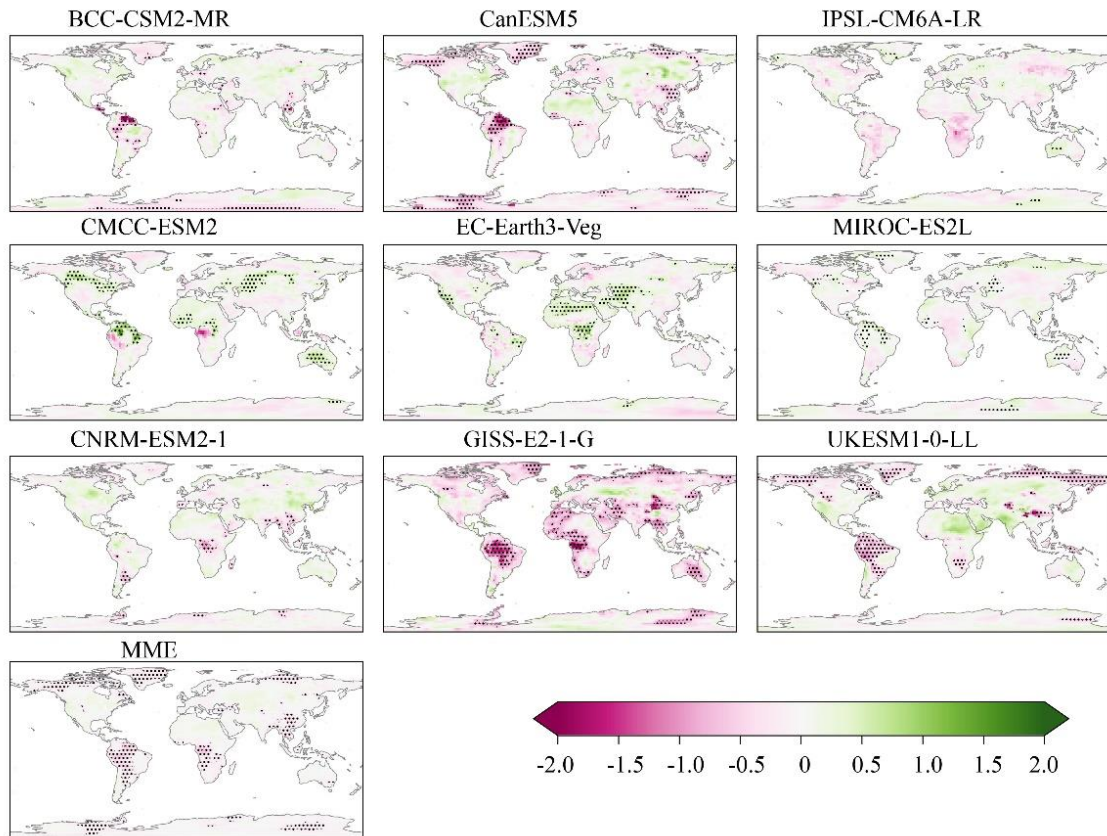 BCC-CSM2-MR CanESM5 IPSL-CM6A-LR
CMCC-ESM2 EC-Earth3-Veg MIROC-ES2L
CNRM-ESM2-1 GISS-E2-1-G UKESM1-0-LL
MME
-2.0 -1.5 -1.0 -0.5 0 0.5 1.0 1.5 2.0